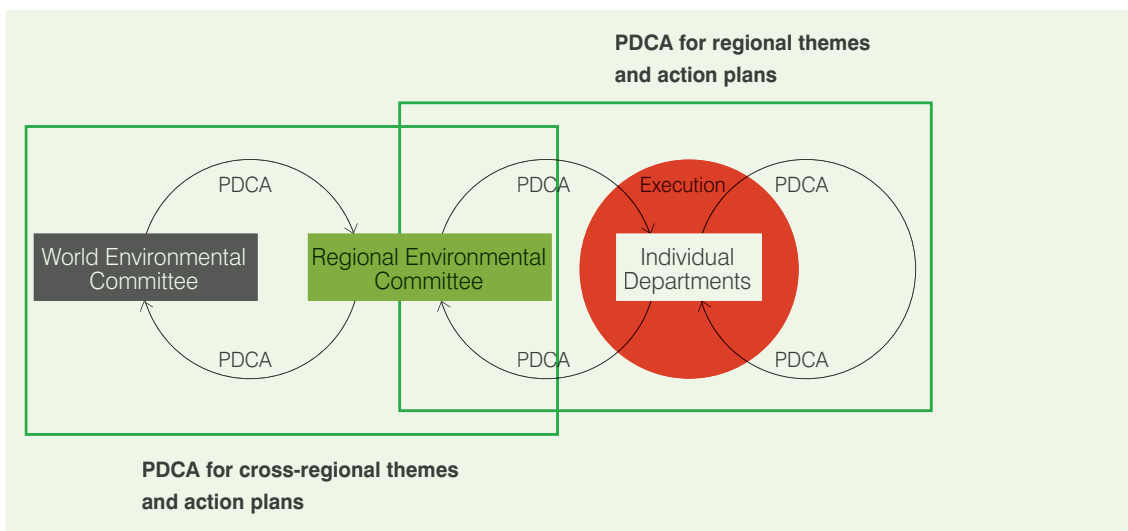 PDCA for regional themes
and action plans
PDCA
PDCA
Execution
PDCA
World Environmental
Committee
Regional Environmental
Committee
Individual
Departments
PDCA
PDCA
PDCA
PDCA for cross-regional themes
and action plans